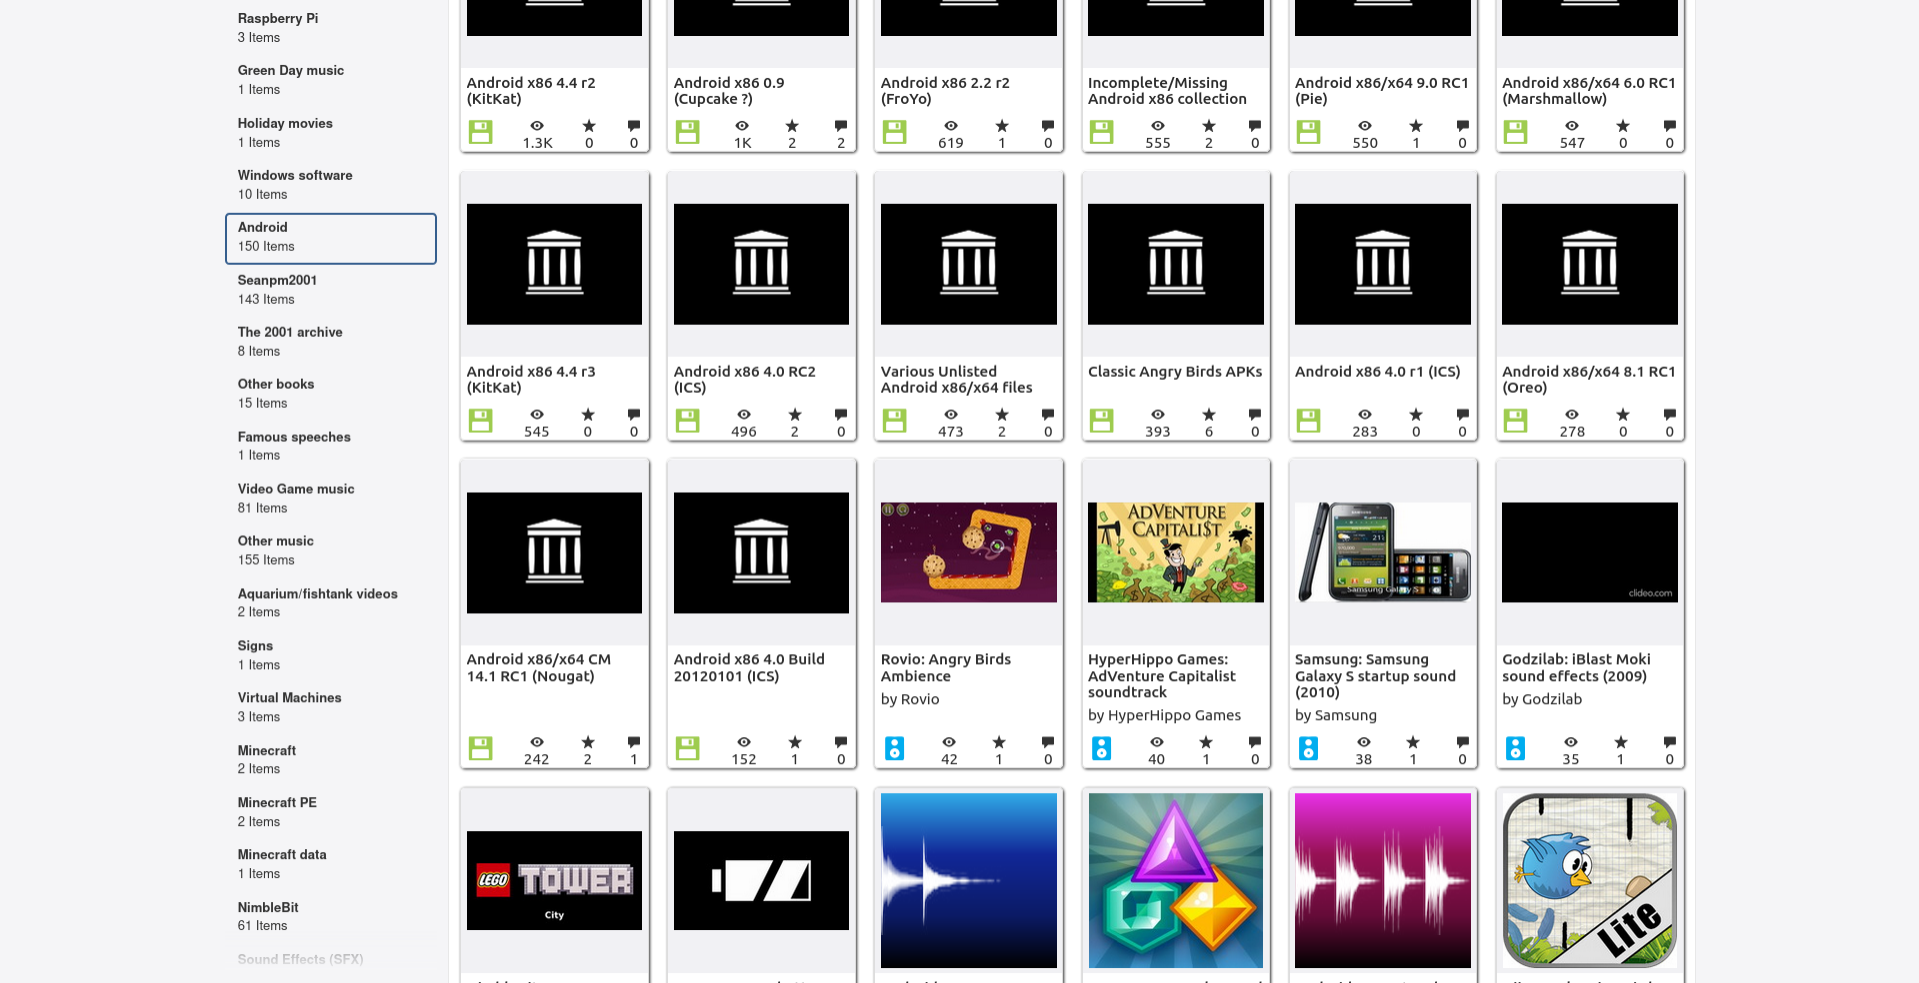 Raspberry Pi
3 Items
Green Day music
1 Items
Holiday movies
1 Items
Windows software
10 Items
Android
150 Items
Seanpm2001
143 Items
The 2001 archive
8 Items
Other books
15 Items
Famous speeches
1 Items
Video Game music
81 Items
Other music
155 Items
Aquarium/fishtank videos
2 Items
Signs
1 Items
Virtual Machines
3 Items
Minecraft
2 Items
Minecraft PE
2 Items
Minecraft data
1 Items
NimbleBit
61 Items
Sound Effects (SFX)
Android x86 4.4 r2
(KitKat)
1.3K 0 0
Android x86 0.9
(Cupcake ?)
1K 2 2
Android x86 2.2 r2
(FroYo)
619 1 0
Incomplete/Missing
Android x86 collection
555 2 0
Android x86/x64 9.0 RC1
(Pie)
550 1 0
Android x86/x64 6.0 RC1
(Marshmallow)
547 0 0
Android x86 4.4 r3
(KitKat)
545 0 0
Android x86 4.0 RC2
(ICS)
496 2 0
Various Unlisted
Android x86/x64 files
473 2 0
Classic Angry Birds APKs
393 6 0
Android x86 4.0 r1 (ICS)
283 0 0
Android x86/x64 8.1 RC1
(Oreo)
278 0 0
Android x86/x64 CM
14.1 RC1 (Nougat)
242 2 1
Android x86 4.0 Build
20120101 (ICS)
152 1 0
Rovio: Angry Birds
Ambience
by Rovio
42 1 0
ADVENTURE
CAPITALI$T
HyperHippo Games:
AdVenture Capitalist
soundtrack
by HyperHippo Games
40 1 0
SAMSUNG
Samsung Galaxy S
Samsung: Samsung
Galaxy S startup sound
(2010)
by Samsung
38 1 0
clideo.com
Godzilab: iBlast Moki
sound effects (2009)
by Godzilab
35 1 0
LEGO TOWER
City
Lite